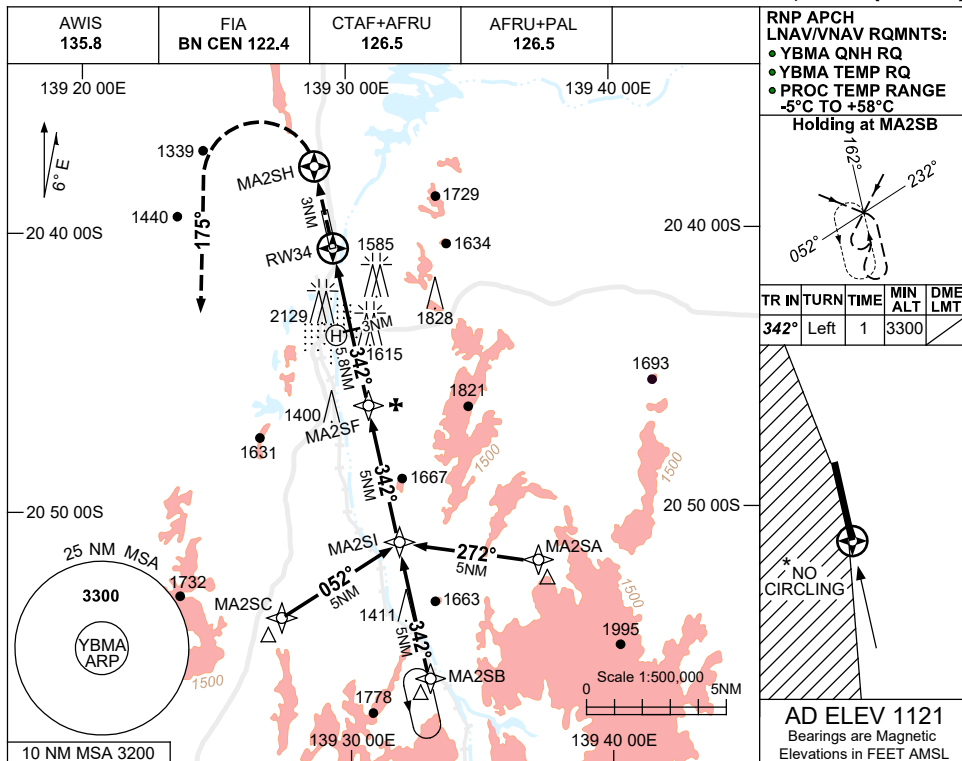 AWIS
135.8
FIA
BN CEN 122.4
CTAF+AFRU
126.5
AFRU+PAL
126.5
RNP APCH
LNAV/VNAV RQMNTS:
• YBMA QNH RQ
• YBMA TEMP RQ
• PROC TEMP RANGE
-5°C TO +58°C
139 20 00E
139 30 00E
139 40 00E
6° E
1339
MA2SH
1440
175°
3NM
1729
20 40 00S
RW34
1585
1634
20 40 00S
2129
1828
H
3NM
1615
342°
5.8NM
1693
1400
MA2SF
1821
1631
1500
1500
342°
5NM
1667
20 50 00S
20 50 00S
MA2SI
272°
5NM
MA2SA
25 NM MSA
1732
3300
YBMA
ARP
052°
5NM
MA2SC
1411
342°
5NM
1663
1500
1995
1500
MA2SB
1778
Scale 1:500,000
0
5NM
139 30 00E
139 40 00E
10 NM MSA 3200
Holding at MA2SB
162°
232°
052°
TR IN TURN TIME MIN ALT DME LMT
342° Left 1 3300
* NO
CIRCLING
AD ELEV 1121
Bearings are Magnetic
Elevations in FEET AMSL